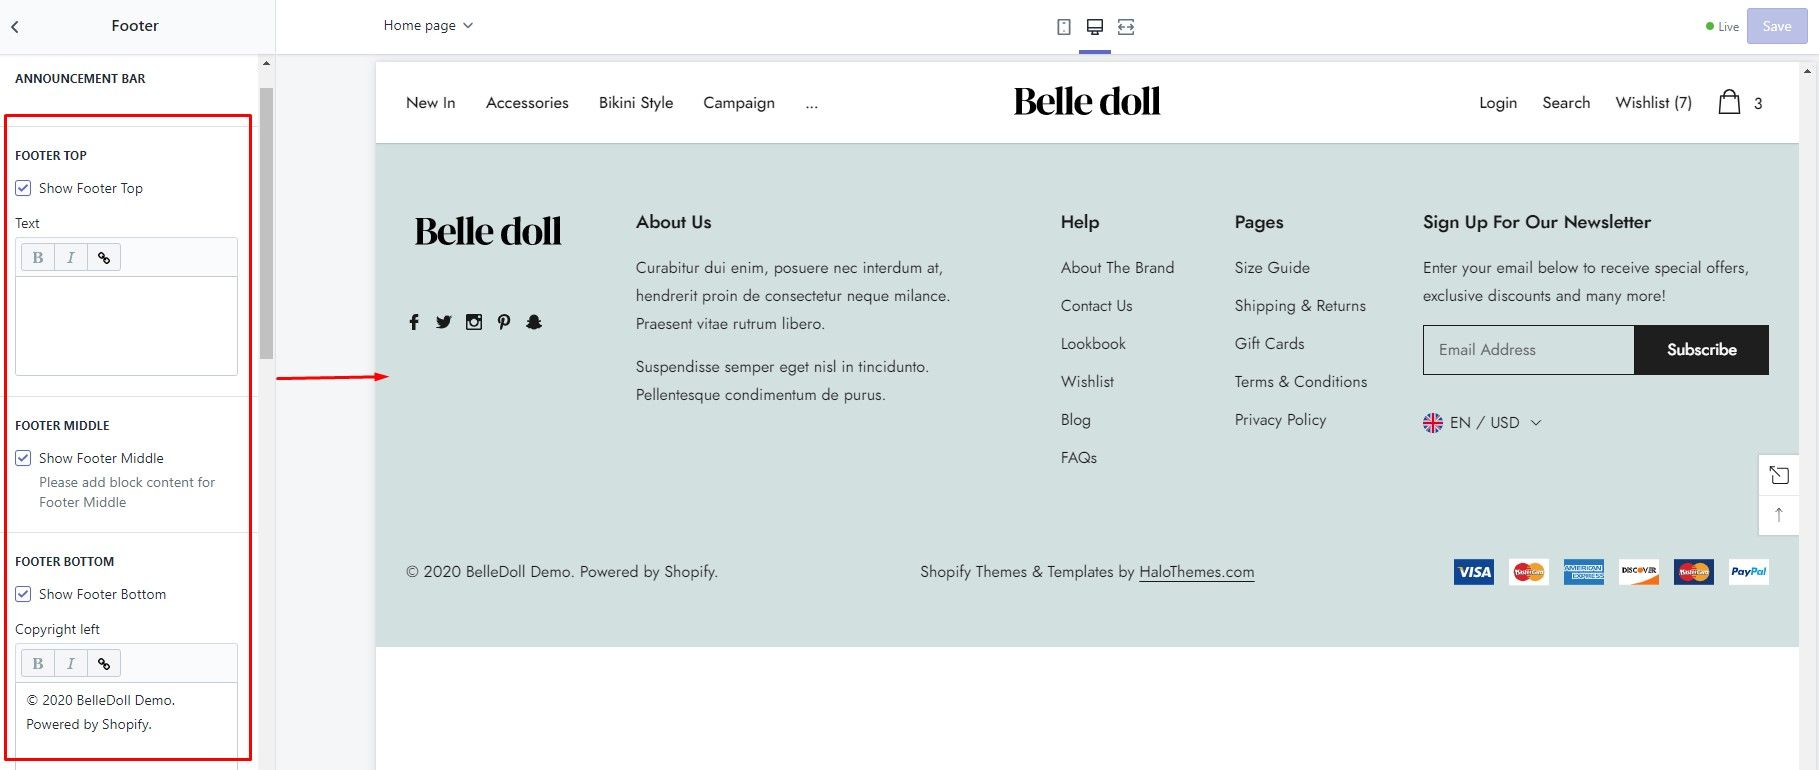 Footer
Home page
Live
Save
ANNOUNCEMENT BAR
FOOTER TOP
Show Footer Top
Text
B I
FOOTER MIDDLE
Show Footer Middle
Please add block content for
Footer Middle
FOOTER BOTTOM
Show Footer Bottom
Copyright left
B I
© 2020 BelleDoll Demo.
Powered by Shopify.
New In Accessories Bikini Style Campaign ...
Belle doll
Login Search Wishlist (7) 3
Belle doll
About Us
Curabitur dui enim, posuere nec interdum at,
hendrerit proin de consectetur neque milance.
Praesent vitae rutrum libero.
Suspendisse semper eget nisl in tincidunto.
Pellentesque condimentum de purus.
Help
About The Brand
Contact Us
Lookbook
Wishlist
Blog
FAQs
Pages
Size Guide
Shipping & Returns
Gift Cards
Terms & Conditions
Privacy Policy
Sign Up For Our Newsletter
Enter your email below to receive special offers,
exclusive discounts and many more!
Email Address
Subscribe
EN / USD
© 2020 BelleDoll Demo. Powered by Shopify.
Shopify Themes & Templates by HaloThemes.com
VISA
MasterCard
AMERICAN EXPRESS
DISCOVER
MasterCard
PayPal